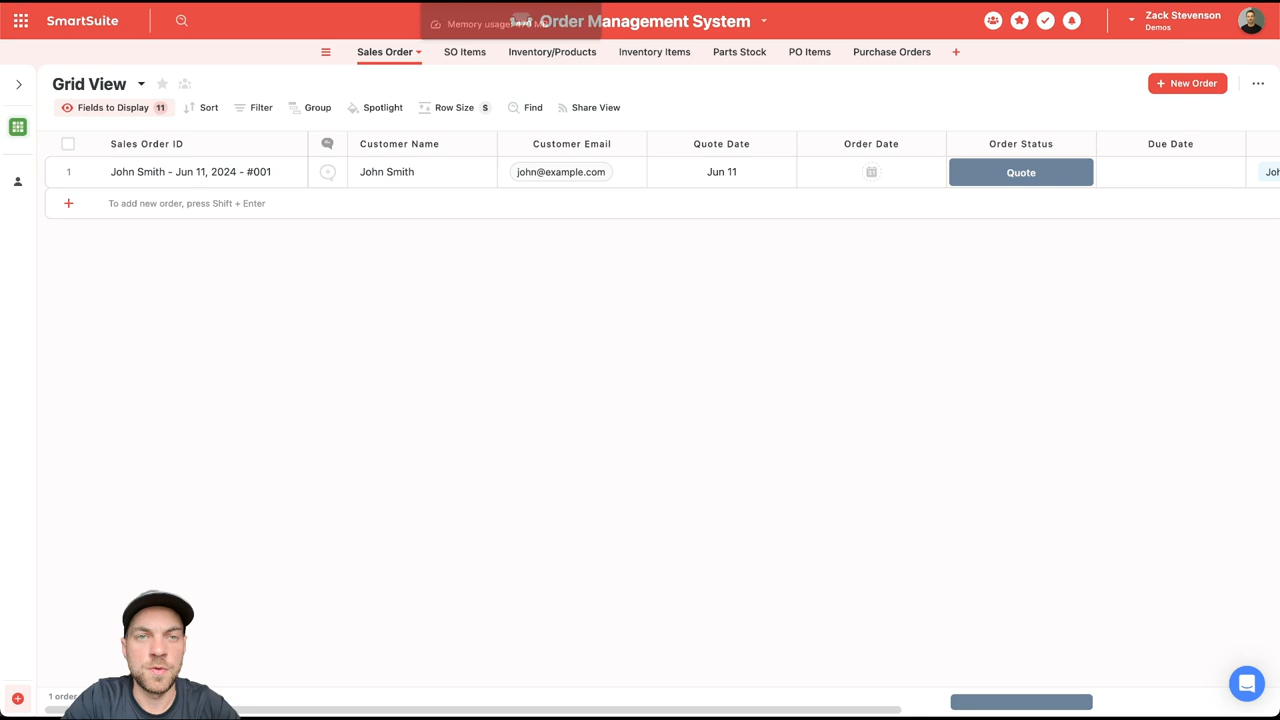 SmartSuite
Memory usage
Order Management System
Zack Stevenson
Demos
Sales Order
SO Items
Inventory/Products
Inventory Items
Parts Stock
PO Items
Purchase Orders
Grid View
New Order
Fields to Display 11
Sort
Filter
Group
Spotlight
Row Size S
Find
Share View
Sales Order ID
Customer Name
Customer Email
Quote Date
Order Date
Order Status
Due Date
1
John Smith - Jun 11, 2024 - #001
John Smith
john@example.com
Jun 11
Quote
To add new order, press Shift + Enter
1 order